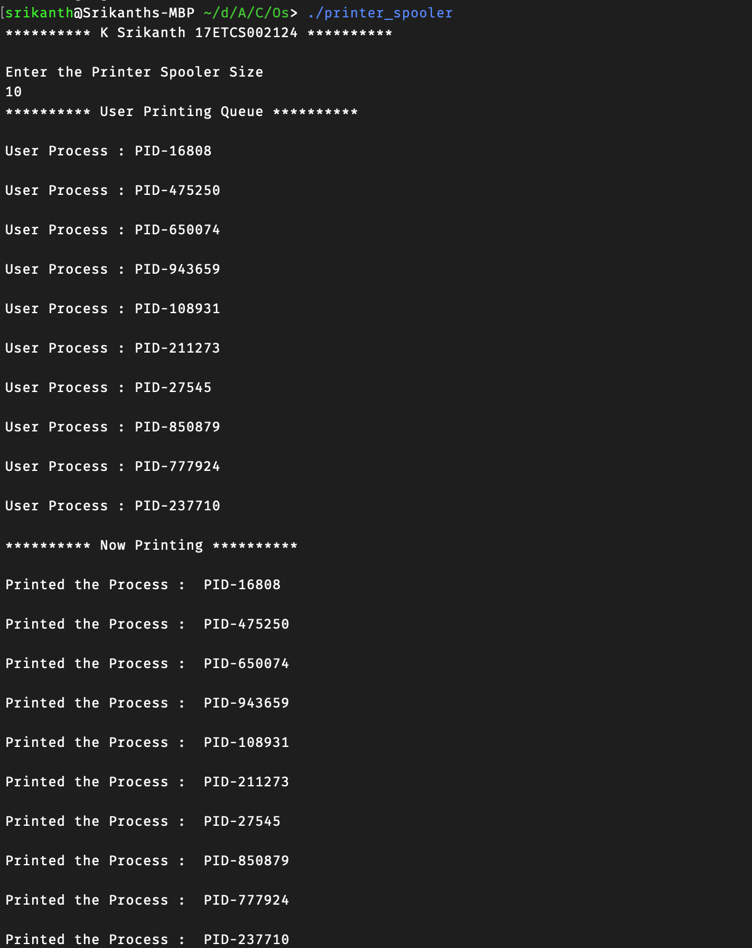 [srikanth@Srikanths-MBP ~/d/A/C/Os> ./printer_spooler
********** K Srikanth 17ETCS002124 **********
Enter the Printer Spooler Size
10
********** User Printing Queue **********
User Process : PID-16808
User Process : PID-475250
User Process : PID-650074
User Process : PID-943659
User Process : PID-108931
User Process : PID-211273
User Process : PID-27545
User Process : PID-850879
User Process : PID-777924
User Process : PID-237710
********** Now Printing **********
Printed the Process :  PID-16808
Printed the Process :  PID-475250
Printed the Process :  PID-650074
Printed the Process :  PID-943659
Printed the Process :  PID-108931
Printed the Process :  PID-211273
Printed the Process :  PID-27545
Printed the Process :  PID-850879
Printed the Process :  PID-777924
Printed the Process :  PID-237710